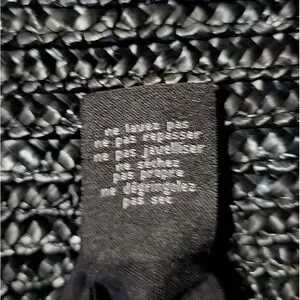 ne lavez pas
ne pas repasser
ne pas javelliser
ne séchez
pas propre
ne dégringolez
pas sec